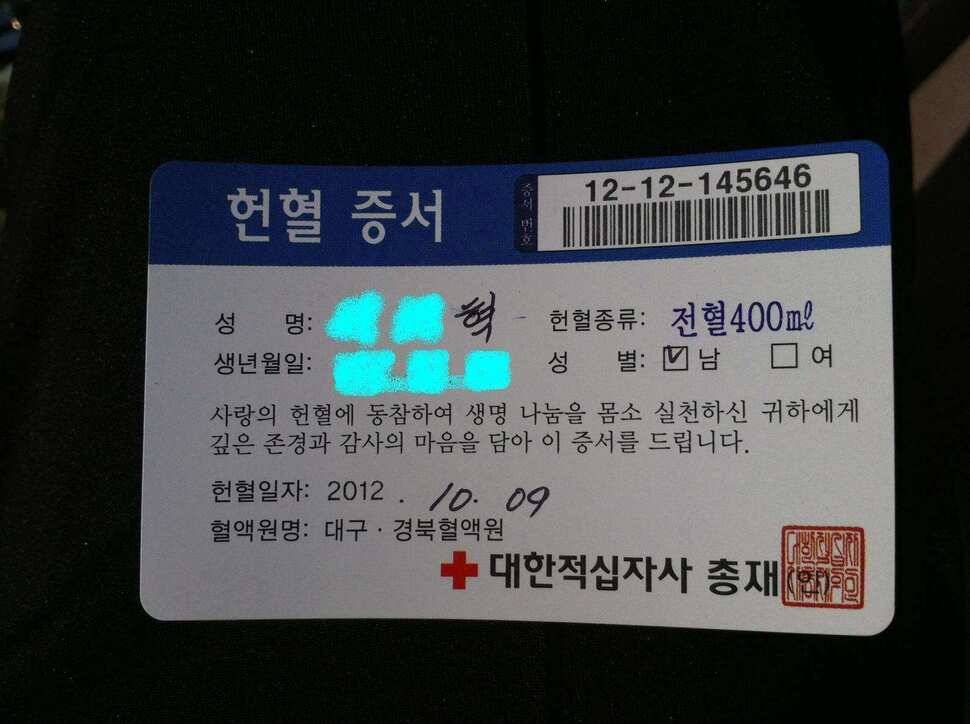 헌혈 증서
증서 번호
12-12-145646
성 명: 혁 헌혈종류: 전혈400㎖
생년월일: 성 별: ☑ 남 ☐ 여
사랑의 헌혈에 동참하여 생명 나눔을 몸소 실천하신 귀하에게
깊은 존경과 감사의 마음을 담아 이 증서를 드립니다.
헌혈일자: 2012 . 10. 09
혈액원명: 대구 · 경북혈액원
대한적십자사 총재 (인)